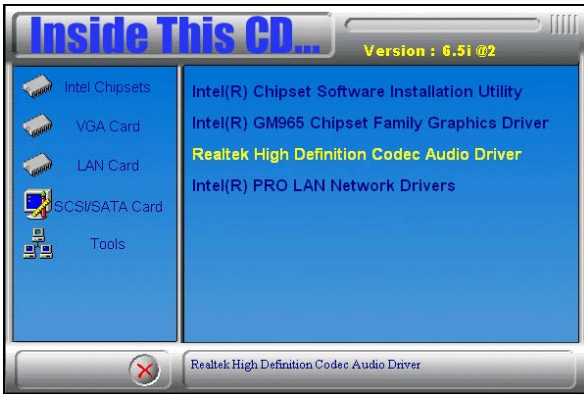 Inside This CD...
Version : 6.5i @2
Intel Chipsets
VGA Card
LAN Card
SCSI/SATA Card
Tools
Intel(R) Chipset Software Installation Utility
Intel(R) GM965 Chipset Family Graphics Driver
Realtek High Definition Codec Audio Driver
Intel(R) PRO LAN Network Drivers
Realtek High Definition Codec Audio Driver